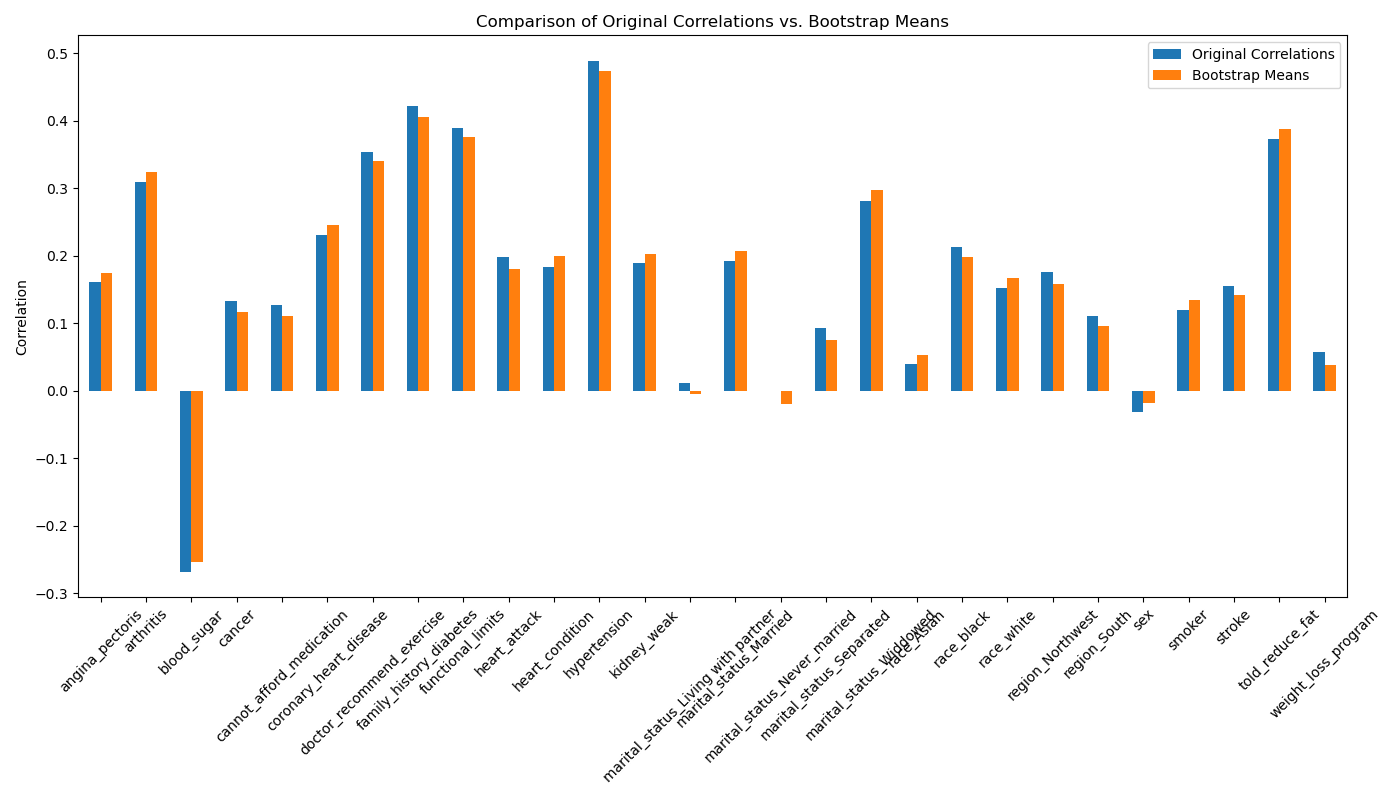 Comparison of Original Correlations vs. Bootstrap Means
Original Correlations
Bootstrap Means
Correlation
0.5
0.4
0.3
0.2
0.1
0.0
−0.1
−0.2
−0.3
angina_pectoris
arthritis
blood_sugar
cancer
cannot_afford_medication
coronary_heart_disease
doctor_recommend_exercise
family_history_diabetes
functional_limits
heart_attack
heart_condition
hypertension
kidney_weak
marital_status_Living with partner
marital_status_Married
marital_status_Never_married
marital_status_Separated
marital_status_Widowed
race_Asian
race_black
race_white
region_Northwest
region_South
sex
smoker
stroke
told_reduce_fat
weight_loss_program